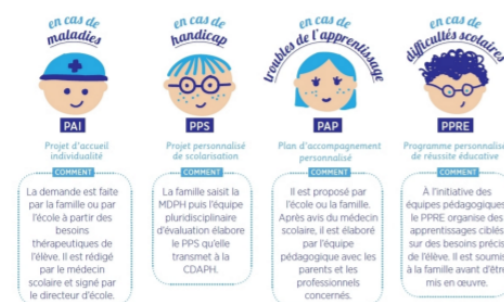 en cas de
maladies
PAI
Projet d'accueil
individualité
COMMENT
La demande est faite
par la famille ou par
l'école à partir des
besoins
thérapeutiques de
l'élève. Il est rédigé
par le médecin
scolaire et signé par
le directeur d'école.
en cas de
handicap
PPS
Projet personnalisé
de scolarisation
COMMENT
La famille saisit la
MDPH puis l'équipe
pluridisciplinaire
d'évaluation élabore
le PPS qu'elle
transmet à la
CDAPH.
en cas de
troubles de l'apprentissage
PAP
Plan d'accompagnement
personnalisé
COMMENT
Il est proposé par
l'école ou la famille.
Après avis du médecin
scolaire, il est élaboré
par l'équipe
pédagogique avec les
parents et les
professionnels
concernés.
en cas de
difficultés scolaires
PPRE
Programme personnalisé
de réussite éducative
COMMENT
À l'initiative des
équipes pédagogiques,
le PPRE organise des
apprentissages ciblés
sur des besoins précis
de l'élève. Il est soumis
à la famille avant d'être
mis en œuvre.